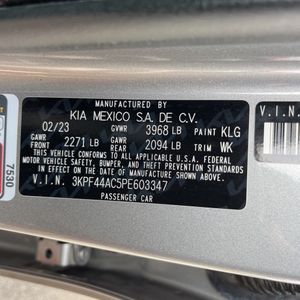 MANUFACTURED BY
KIA MEXICO S.A. DE C.V.
02/23 GVWR 3968 LB PAINT KLG
GAWR FRONT 2271 LB GAWR REAR 2094 LB TRIM WK
THIS VEHICLE CONFORMS TO ALL APPLICABLE FEDERAL
MOTOR VEHICLE SAFETY, BUMPER, AND THEFT PREVENTION STANDARDS
IN EFFECT ON THE DATE OF MANUFACTURE SHOWN ABOVE.
V.I.N. 3KPF44AC5PE603347
PASSENGER CAR
7530
V.I.N.